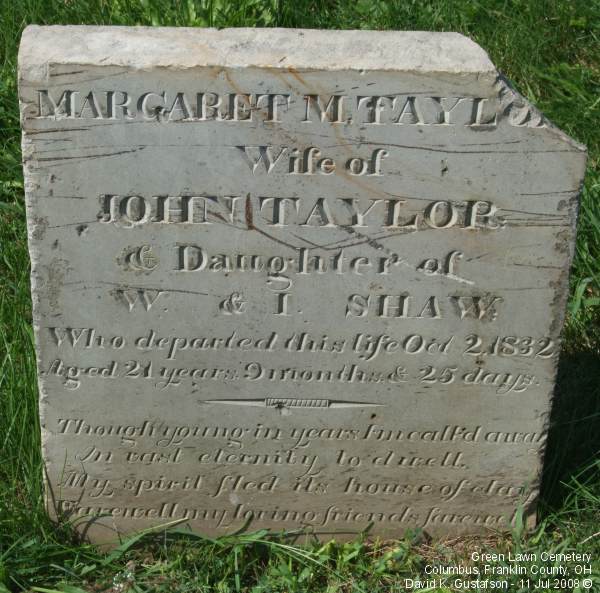 MARGARET M. TAYLO
Wife of
JOHN TAYLOR
& Daughter of
W. & I. SHAW
Who departed this life Oct 2 1832
Aged 21 years 9 months & 25 days.
Though young in years I'm call'd away
In vast eternity to dwell.
My spirit fled its house of clay
Farewell my loving friends farewell
Green Lawn Cemetery
Columbus, Franklin County, OH
David K. Gustafson - 11 Jul 2008 ©